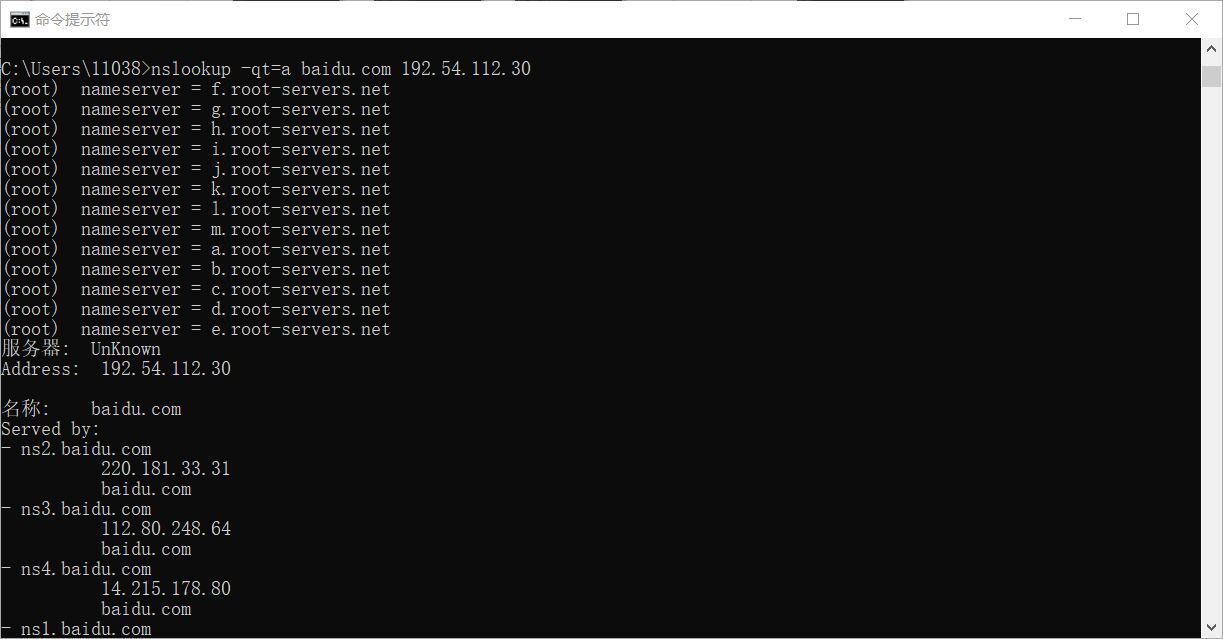 命令提示符
C:\Users\11038>nslookup -qt=a baidu.com 192.54.112.30
(root)  nameserver = f.root-servers.net
(root)  nameserver = g.root-servers.net
(root)  nameserver = h.root-servers.net
(root)  nameserver = i.root-servers.net
(root)  nameserver = j.root-servers.net
(root)  nameserver = k.root-servers.net
(root)  nameserver = l.root-servers.net
(root)  nameserver = m.root-servers.net
(root)  nameserver = a.root-servers.net
(root)  nameserver = b.root-servers.net
(root)  nameserver = c.root-servers.net
(root)  nameserver = d.root-servers.net
(root)  nameserver = e.root-servers.net
服务器:  UnKnown
Address:  192.54.112.30
名称:    baidu.com
Served by:
- ns2.baidu.com
          220.181.33.31
          baidu.com
- ns3.baidu.com
          112.80.248.64
          baidu.com
- ns4.baidu.com
          14.215.178.80
          baidu.com
- ns1.baidu.com